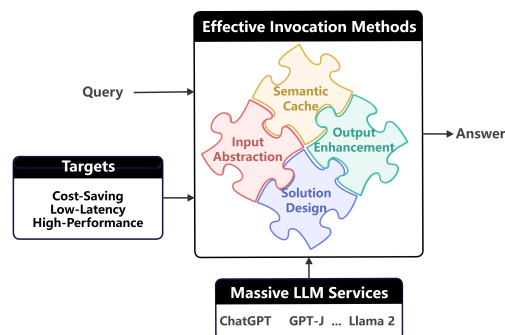 Effective Invocation Methods
Query
Semantic
Cache
Input
Abstraction
Output
Enhancement
Solution
Design
Answer
Targets
Cost-Saving
Low-Latency
High-Performance
Massive LLM Services
ChatGPT GPT-J ... Llama 2